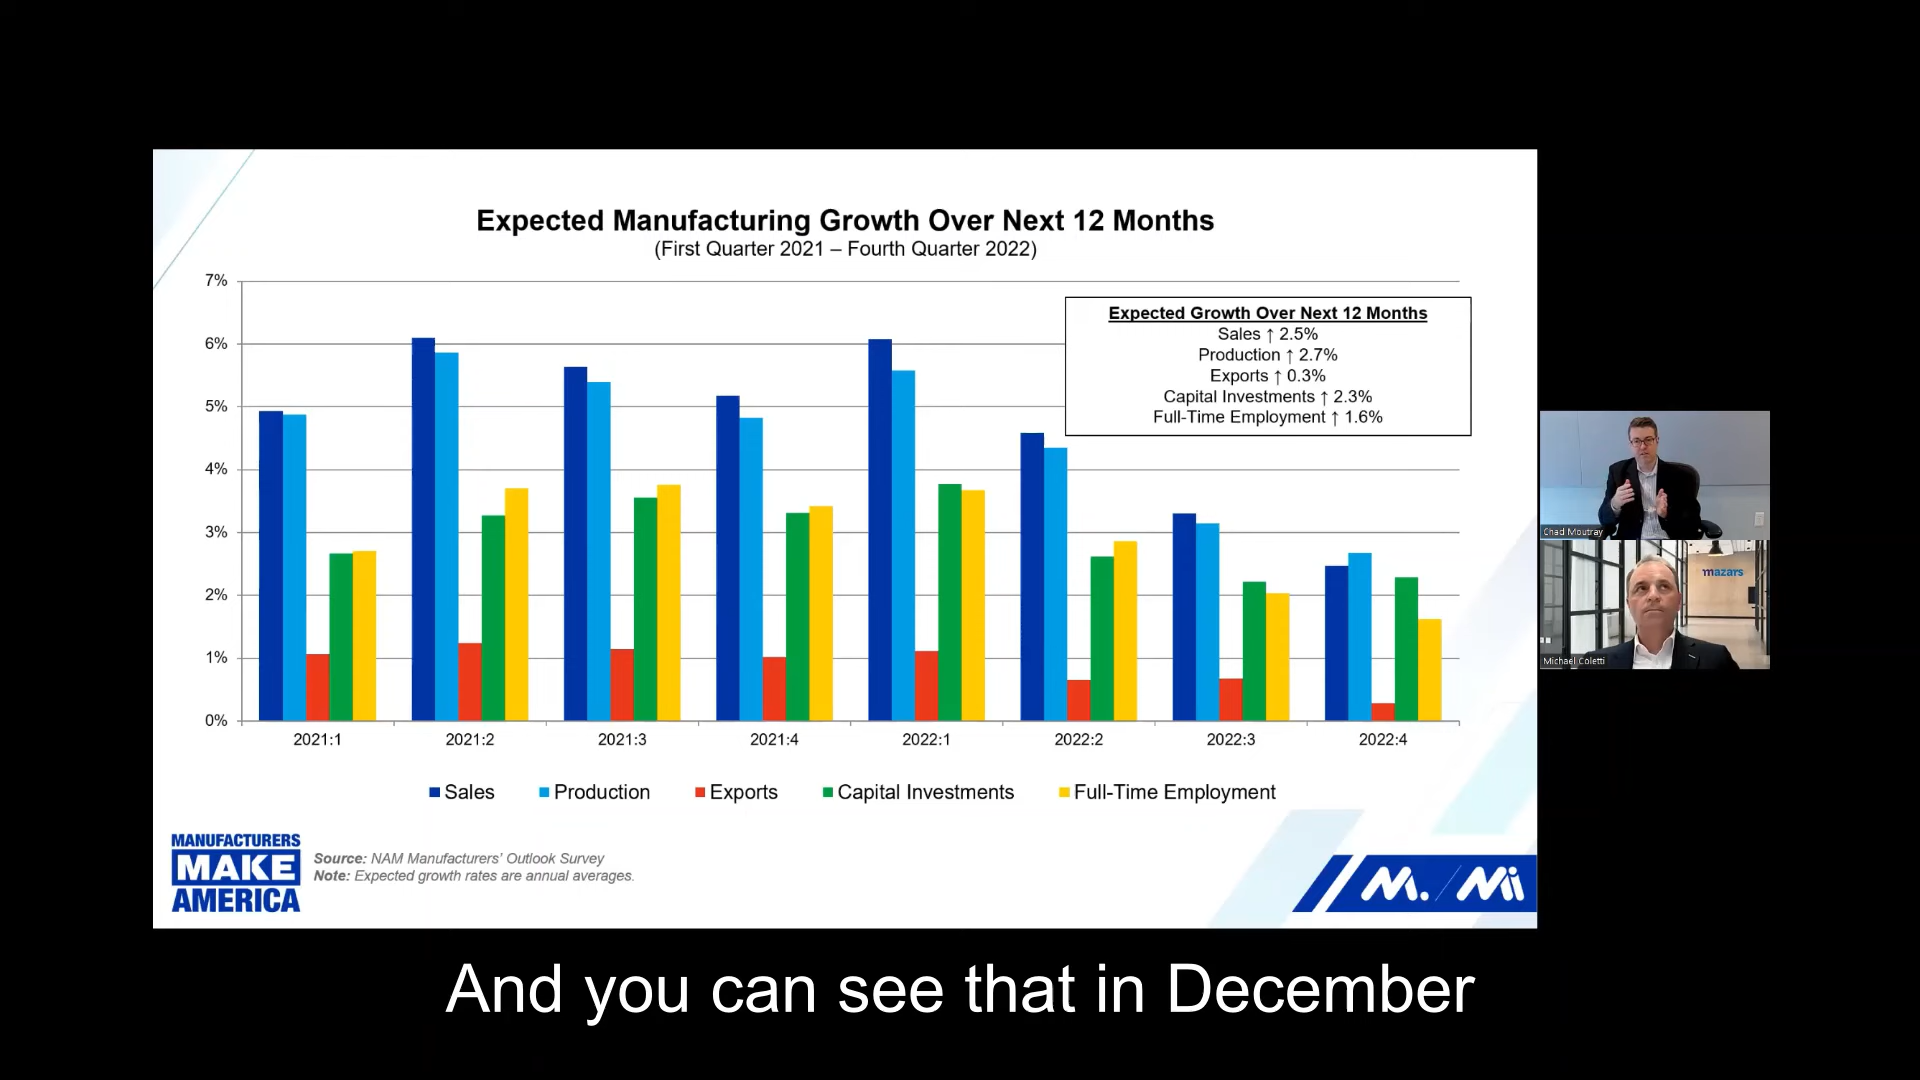 Expected Manufacturing Growth Over Next 12 Months
(First Quarter 2021 – Fourth Quarter 2022)
7%
6%
5%
4%
3%
2%
1%
0%
Expected Growth Over Next 12 Months
Sales ↑ 2.5%
Production ↑ 2.7%
Exports ↑ 0.3%
Capital Investments ↑ 2.3%
Full-Time Employment ↑ 1.6%
2021:1 2021:2 2021:3 2021:4 2022:1 2022:2 2022:3 2022:4
Sales Production Exports Capital Investments Full-Time Employment
MANUFACTURERS
MAKE
AMERICA
Source: NAM Manufacturers' Outlook Survey
Note: Expected growth rates are annual averages.
M. / Mi
Chad Moutray
mazars
Michael Coletti
And you can see that in December